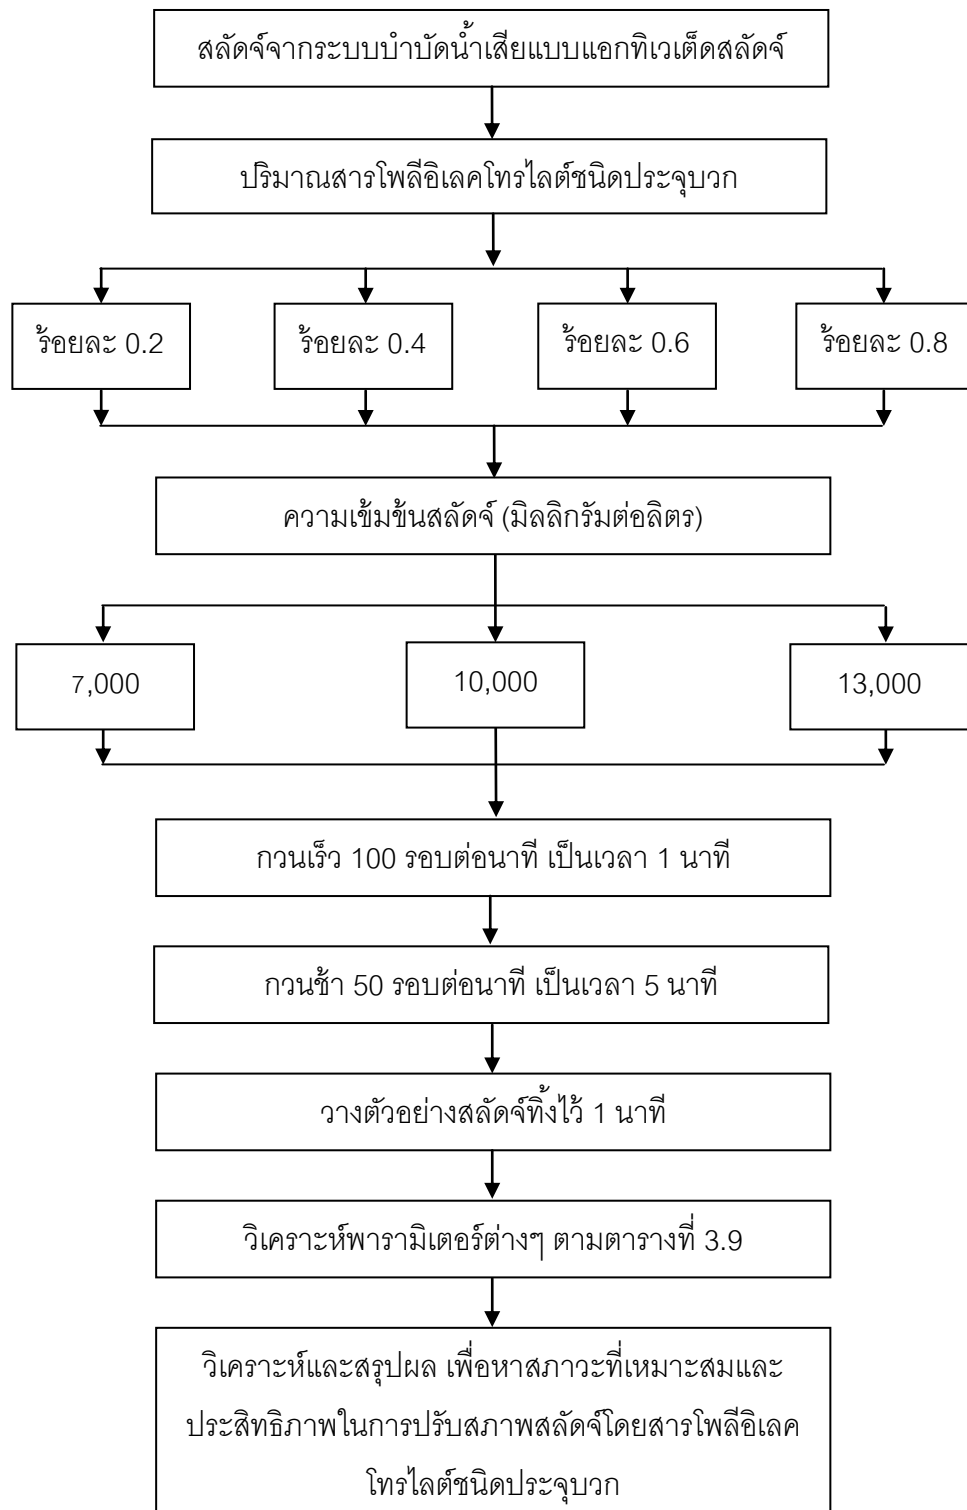 สลัดจ์จากระบบบำบัดน้ำเสียแบบแอกทิเวเต็ดสลัดจ์
ปริมาณสารโพลีอิเลคโทรไลต์ชนิดประจุบวก
ร้อยละ 0.2
ร้อยละ 0.4
ร้อยละ 0.6
ร้อยละ 0.8
ความเข้มข้นสลัดจ์ (มิลลิกรัมต่อลิตร)
7,000
10,000
13,000
กวนเร็ว 100 รอบต่อนาที เป็นเวลา 1 นาที
กวนช้า 50 รอบต่อนาที เป็นเวลา 5 นาที
วางตัวอย่างสลัดจ์ทิ้งไว้ 1 นาที
วิเคราะห์พารามิเตอร์ต่างๆ ตามตารางที่ 3.9
วิเคราะห์และสรุปผล เพื่อหาสภาวะที่เหมาะสมและ
ประสิทธิภาพในการปรับสภาพสลัดจ์โดยสารโพลีอิเลค
โทรไลต์ชนิดประจุบวก